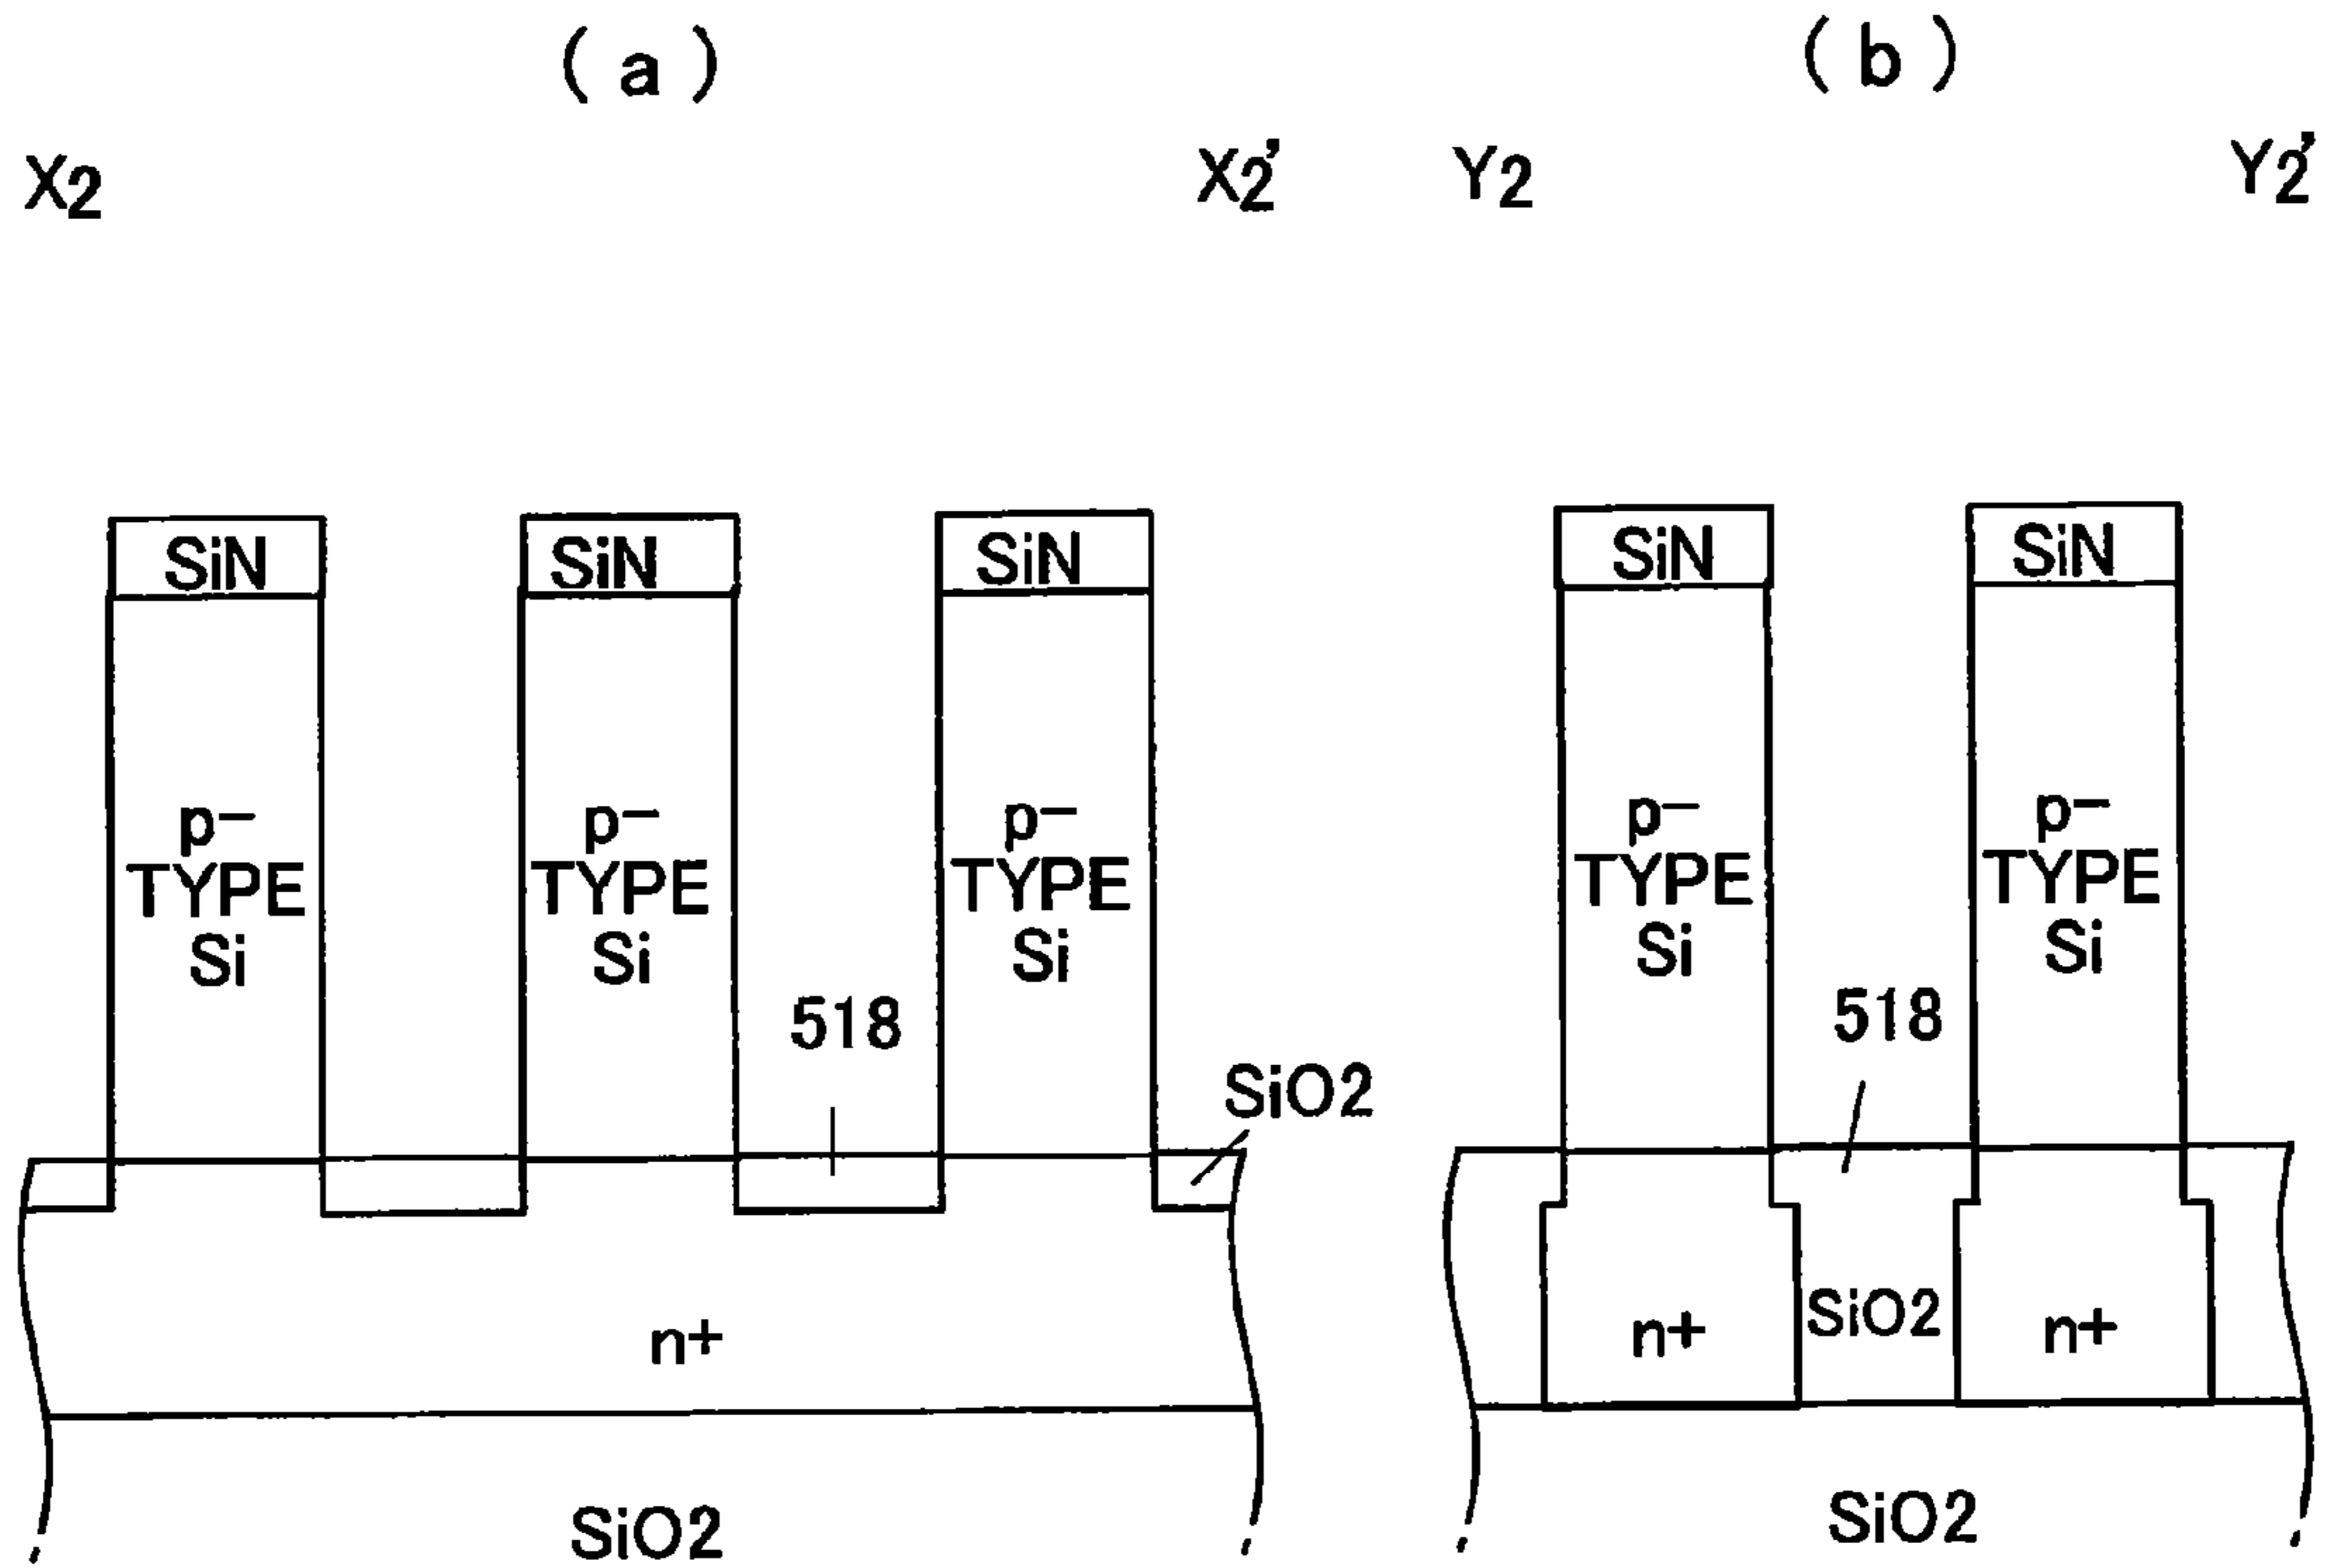 (a)
(b)
X2
X2'
Y2
Y2'
SiN
SiN
SiN
SiN
SiN
p−
TYPE
Si
p−
TYPE
Si
p−
TYPE
Si
p−
TYPE
Si
p−
TYPE
Si
518
518
SiO2
n+
n+
SiO2
n+
SiO2
SiO2